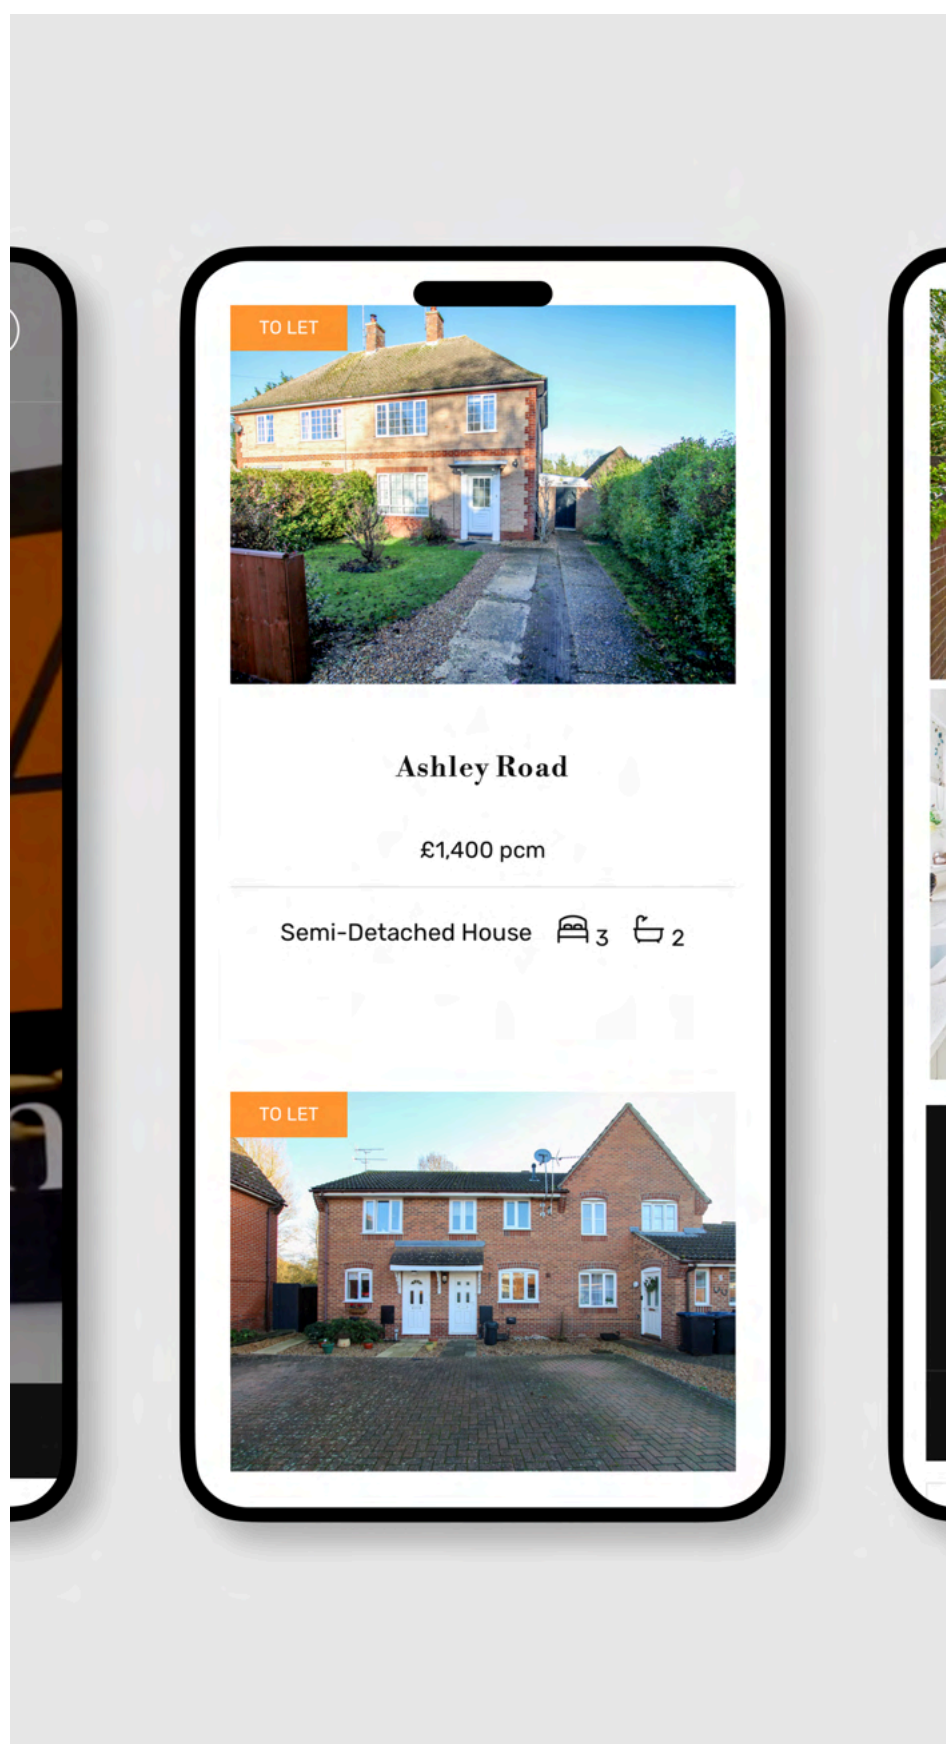 TO LET
Ashley Road
£1,400 pcm
Semi-Detached House 3 2
TO LET